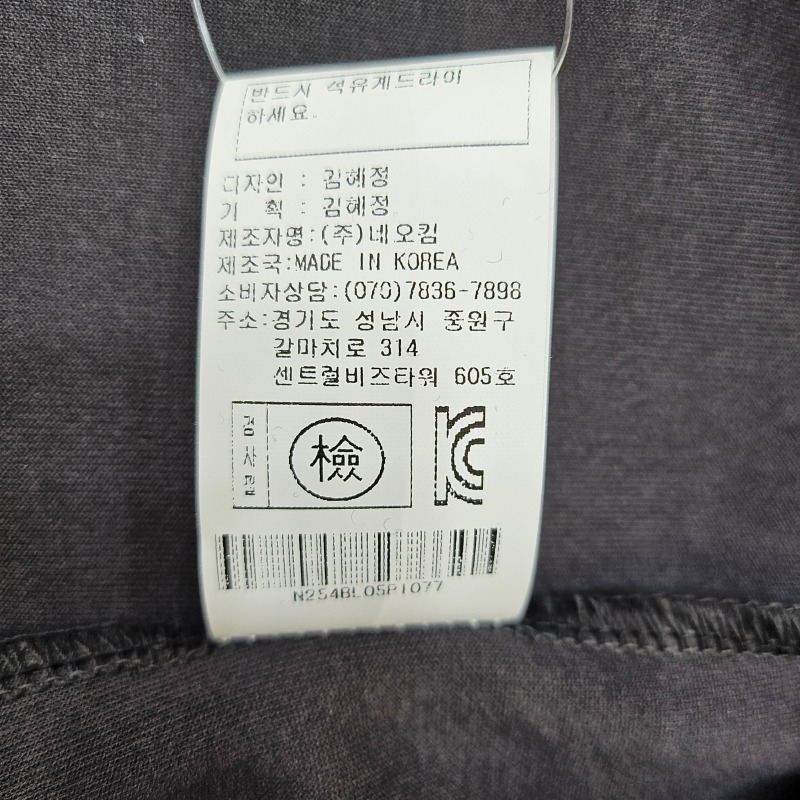 반드시 석유계드라이
하세요.
디자인 : 김혜정
기 획 : 김혜정
제조자명:(주)네오킴
제조국:MADE IN KOREA
소비자상담:(070)7836-7898
주소:경기도 성남시 중원구
갈마치로 314
센트럴비즈타워 605호
검사필
檢
KC
N254BL05P1077